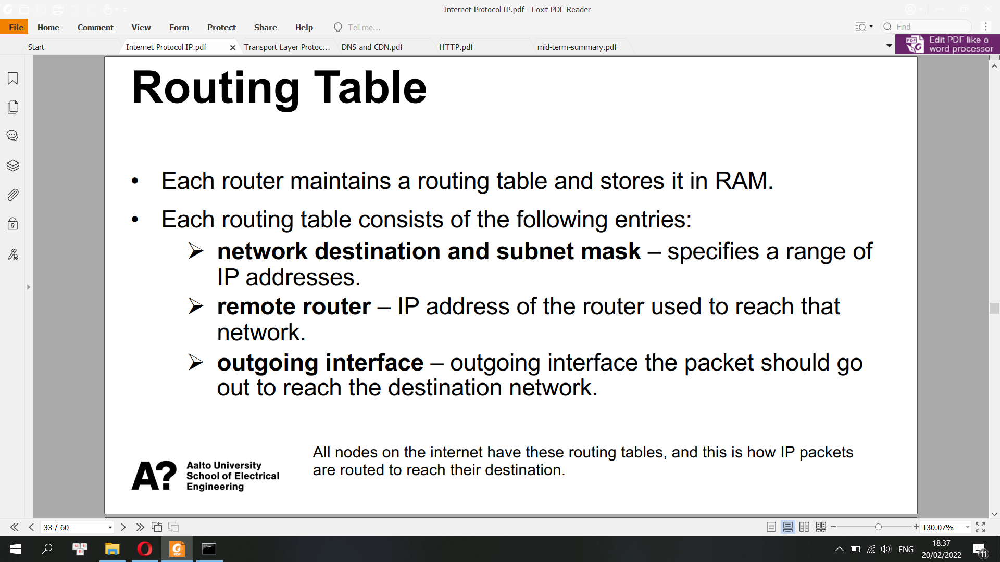 Internet Protocol IP.pdf - Foxit PDF Reader
File Home Comment View Form Protect Share Help Tell me... Find
Start Internet Protocol IP.pdf Transport Layer Protoc... DNS and CDN.pdf HTTP.pdf mid-term-summary.pdf
Edit PDF like a
word processor
Routing Table
• Each router maintains a routing table and stores it in RAM.
• Each routing table consists of the following entries:
➢ network destination and subnet mask – specifies a range of
IP addresses.
➢ remote router – IP address of the router used to reach that
network.
➢ outgoing interface – outgoing interface the packet should go
out to reach the destination network.
All nodes on the internet have these routing tables, and this is how IP packets
are routed to reach their destination.
A?
Aalto University
School of Electrical
Engineering
33 / 60
130.07%
ENG
18.37
20/02/2022
11